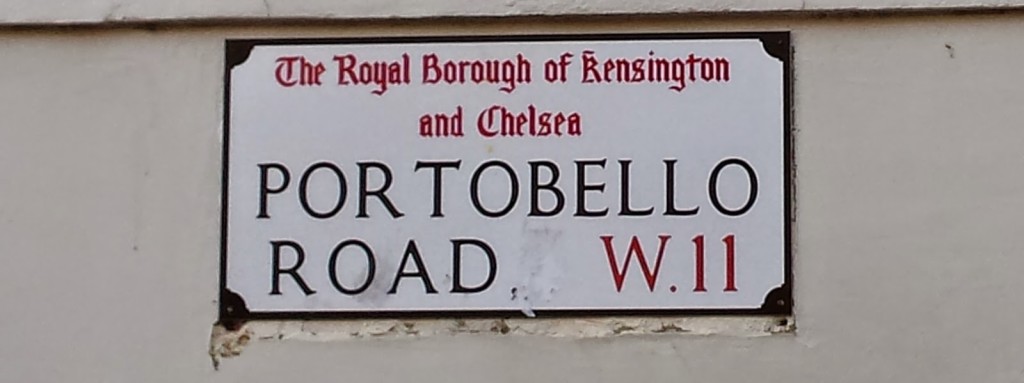 The Royal Borough of Kensington
and Chelsea
PORTOBELLO
ROAD, W.11